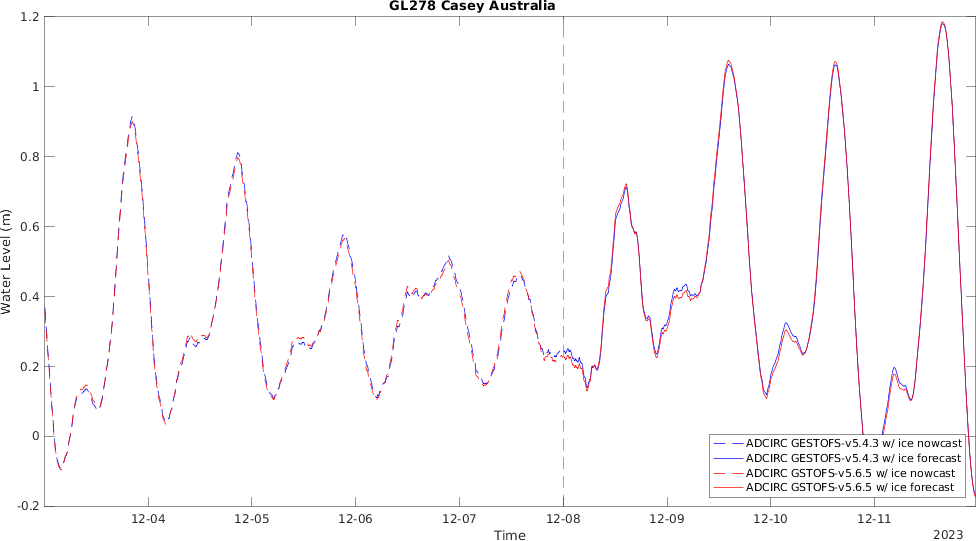 GL278 Casey Australia
1.2
1
0.8
0.6
0.4
0.2
0
-0.2
Water Level (m)
ADCIRC GESTOFS-v5.4.3 w/ ice nowcast
ADCIRC GESTOFS-v5.4.3 w/ ice forecast
ADCIRC GSTOFS-v5.6.5 w/ ice nowcast
ADCIRC GSTOFS-v5.6.5 w/ ice forecast
12-04 12-05 12-06 12-07 12-08 12-09 12-10 12-11
Time
2023